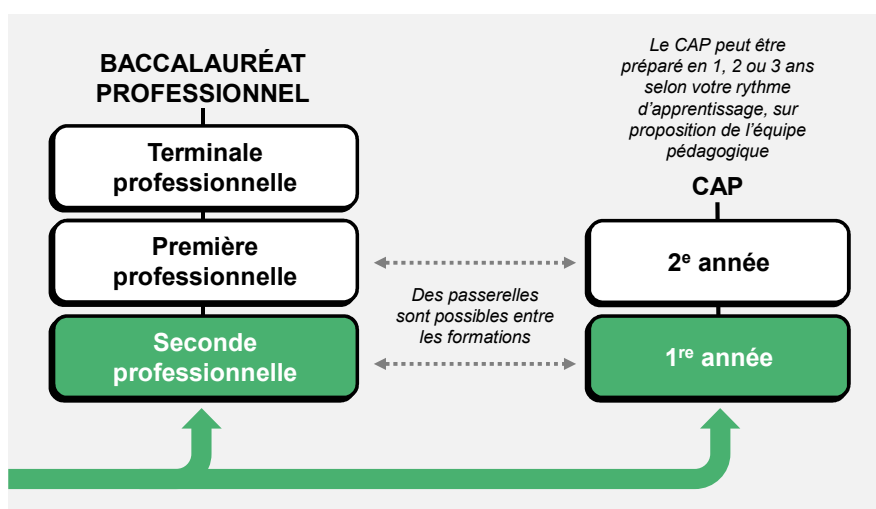 BACCALAURÉAT
PROFESSIONNEL
Terminale
professionnelle
Première
professionnelle
Seconde
professionnelle
Des passerelles
sont possibles entre
les formations
Le CAP peut être
préparé en 1, 2 ou 3 ans
selon votre rythme
d’apprentissage, sur
proposition de l’équipe
pédagogique
CAP
2e année
1re année